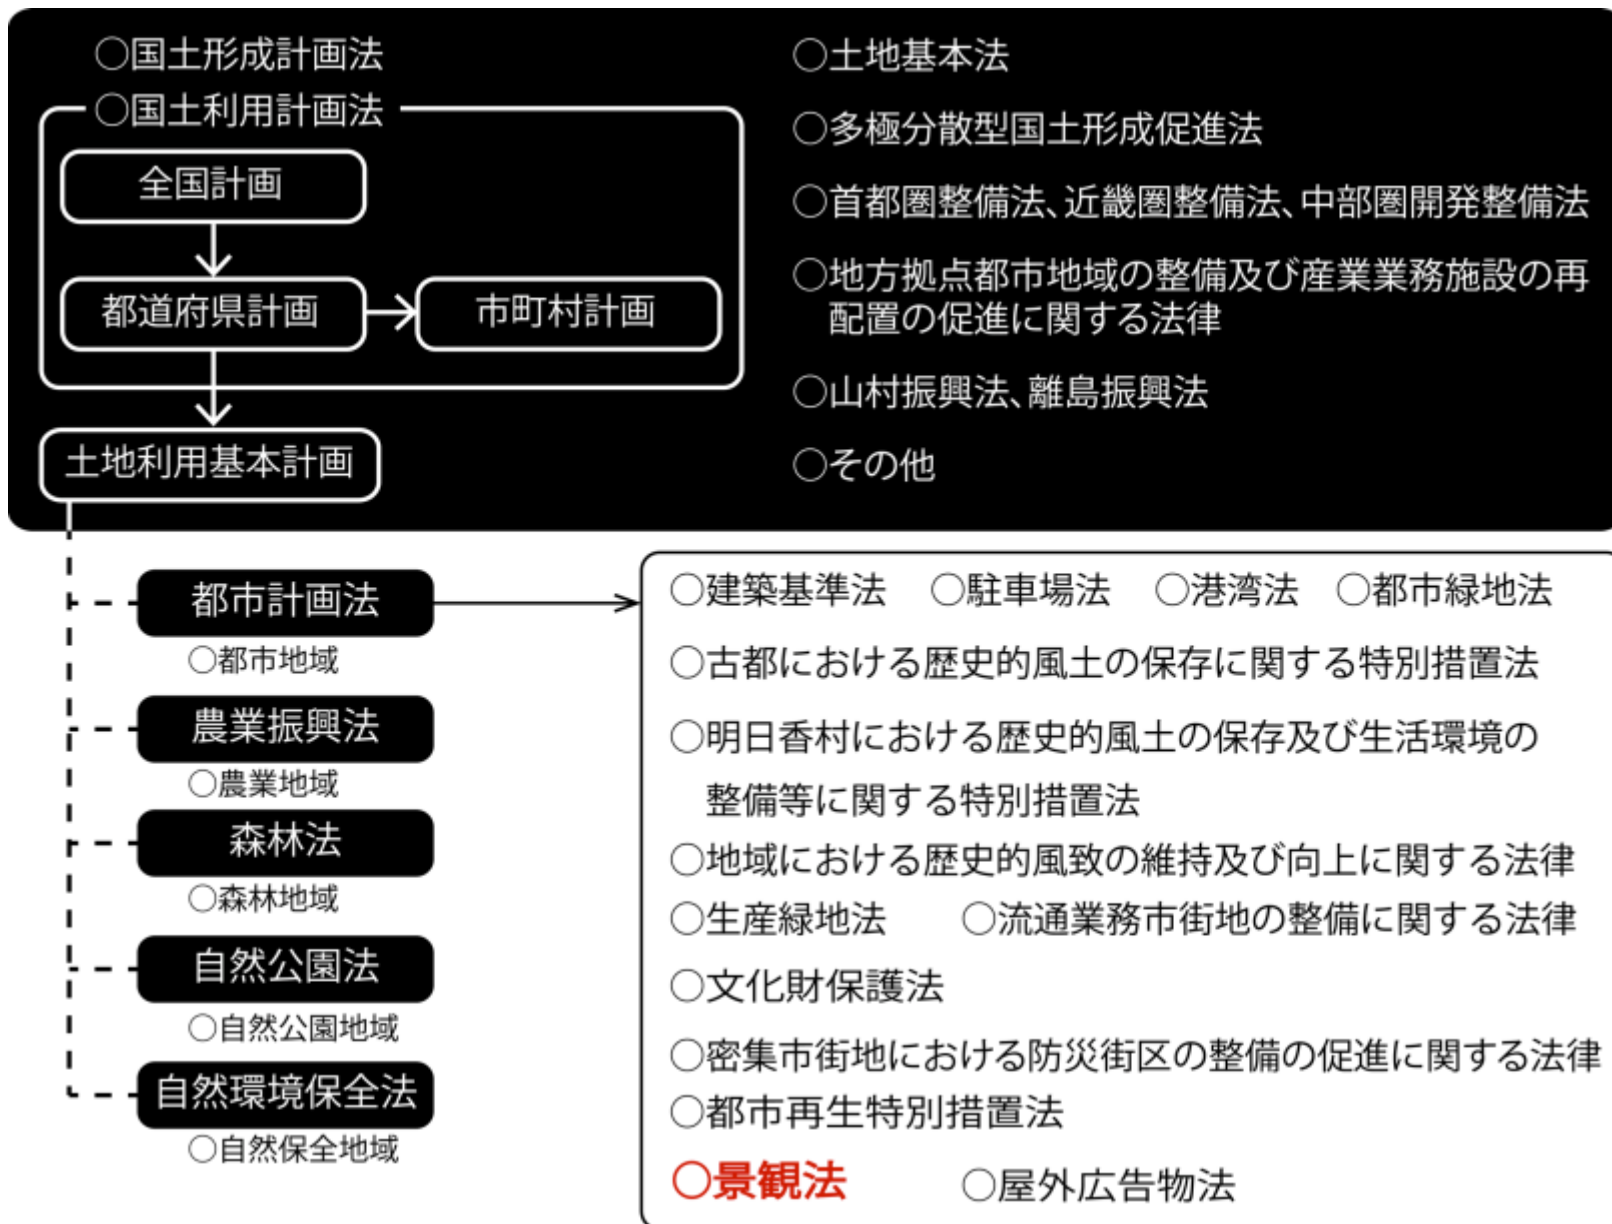 ○国土形成計画法
○国土利用計画法
全国計画
都道府県計画
市町村計画
土地利用基本計画
○土地基本法
○多極分散型国土形成促進法
○首都圏整備法、近畿圏整備法、中部圏開発整備法
○地方拠点都市地域の整備及び産業業務施設の再
配置の促進に関する法律
○山村振興法、離島振興法
○その他
都市計画法
○都市地域
農業振興法
○農業地域
森林法
○森林地域
自然公園法
○自然公園地域
自然環境保全法
○自然保全地域
○建築基準法 ○駐車場法 ○港湾法 ○都市緑地法
○古都における歴史的風土の保存に関する特別措置法
○明日香村における歴史的風土の保存及び生活環境の
整備等に関する特別措置法
○地域における歴史的風致の維持及び向上に関する法律
○生産緑地法 ○流通業務市街地の整備に関する法律
○文化財保護法
○密集市街地における防災街区の整備の促進に関する法律
○都市再生特別措置法
○景観法 ○屋外広告物法